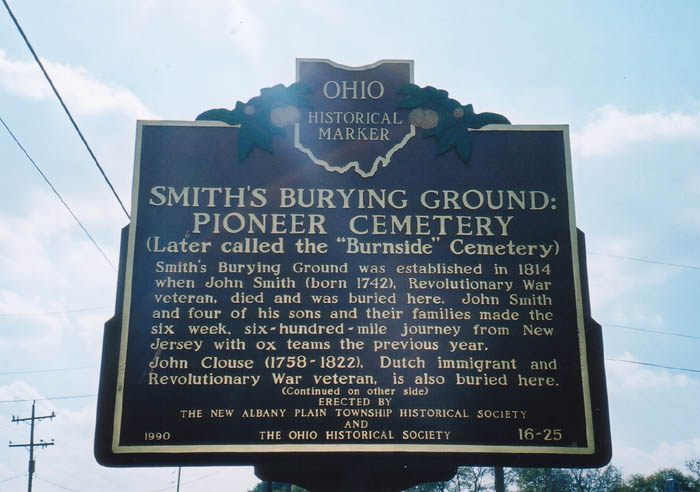 OHIO
HISTORICAL
MARKER
SMITH'S BURYING GROUND:
PIONEER CEMETERY
(Later called the "Burnside" Cemetery)
Smith's Burying Ground was established in 1814
when John Smith (born 1742), Revolutionary War
veteran, died and was buried here. John Smith
and four of his sons and their families made the
six week, six-hundred-mile journey from New
Jersey with ox teams the previous year.
John Clouse (1758-1822), Dutch immigrant and
Revolutionary War veteran, is also buried here.
(Continued on other side)
ERECTED BY
THE NEW ALBANY PLAIN TOWNSHIP HISTORICAL SOCIETY
AND
1990 THE OHIO HISTORICAL SOCIETY 16-25